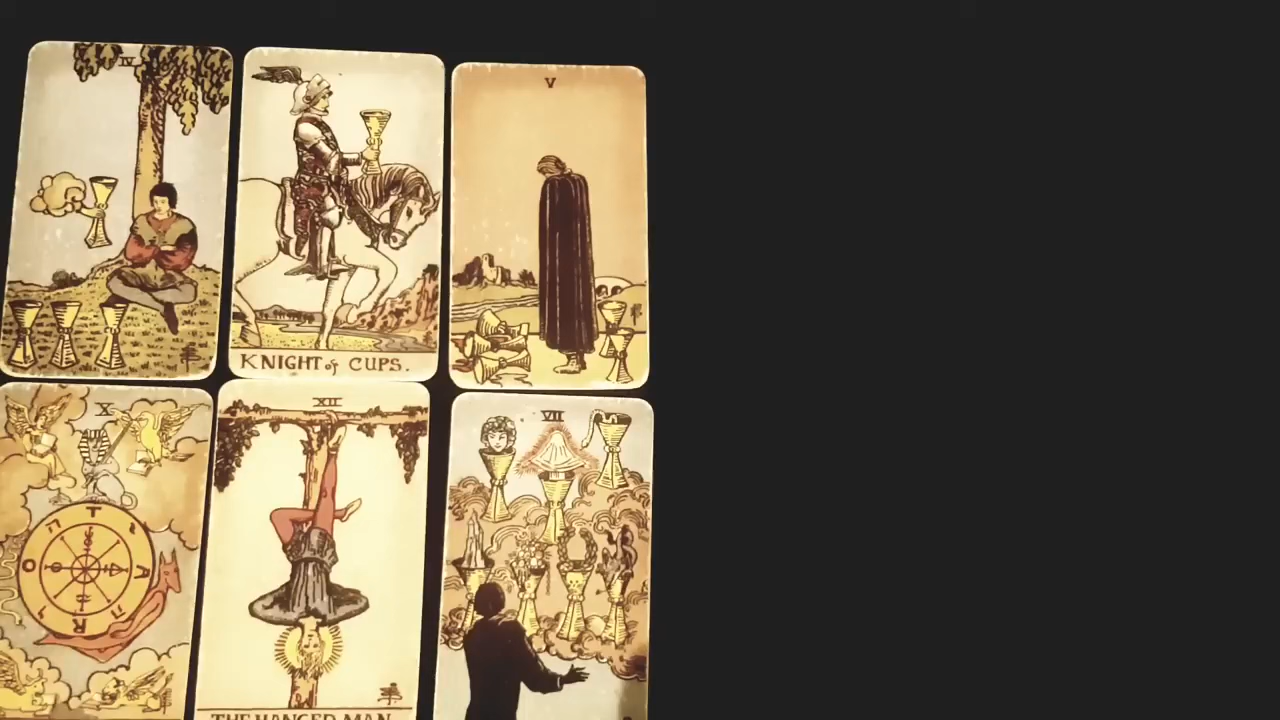 IV
V
KNIGHT of CUPS.
X
XII
VII
T
A
R
O
THE HANGED MAN